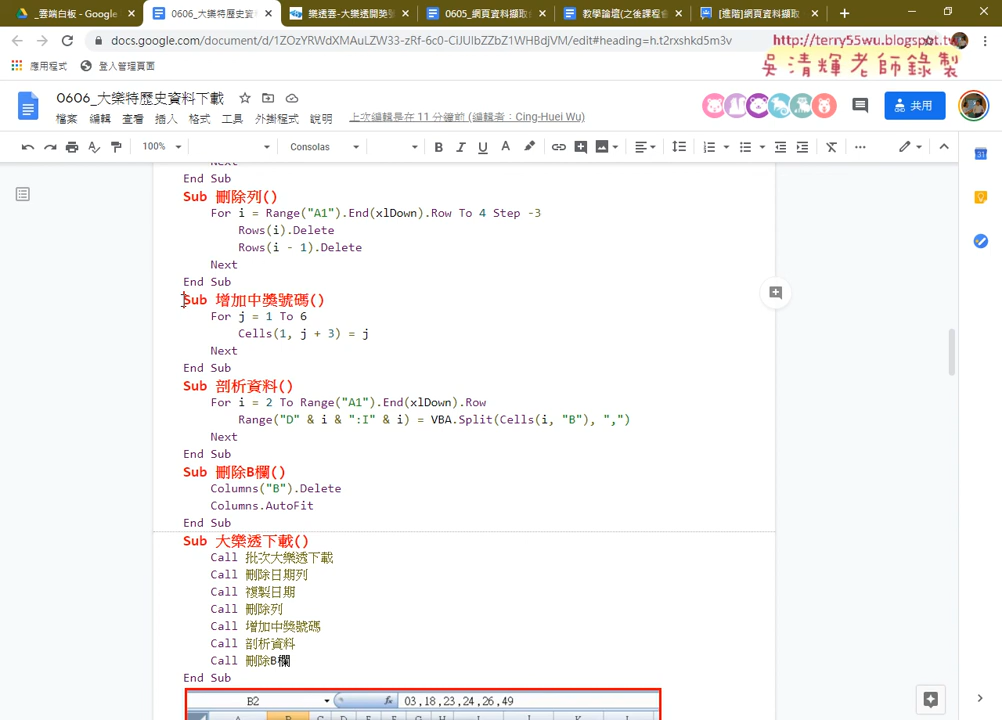 _雲端白板 - Google
0606_大樂特歷史資
樂透雲-大樂透開獎
0605_網頁資料擷取
教學論壇(之後課程
[進階]網頁資料擷取
docs.google.com/document/d/1ZOzYRWdXMAuLZW33-zRf-6c0-CiJUIbZZbZ1WHBdjVM/edit#heading=h.t2rxshkd5m3v
http://terry55wu.blogspot.tw
吳清輝老師錄製
應用程式
登入管理頁面
0606_大樂特歷史資料下載
檔案 編輯 查看 插入 格式 工具 外掛程式 說明
上次編輯是在 11 分鐘前 (編輯者：Cing-Huei Wu)
共用
100%
Consolas
Next
End Sub
Sub 刪除列()
For i = Range("A1").End(xlDown).Row To 4 Step -3
Rows(i).Delete
Rows(i - 1).Delete
Next
End Sub
Sub 增加中獎號碼()
For j = 1 To 6
Cells(1, j + 3) = j
Next
End Sub
Sub 剖析資料()
For i = 2 To Range("A1").End(xlDown).Row
Range("D" & i & ":I" & i) = VBA.Split(Cells(i, "B"), ",")
Next
End Sub
Sub 刪除B欄()
Columns("B").Delete
Columns.AutoFit
End Sub
Sub 大樂透下載()
Call 批次大樂透下載
Call 刪除日期列
Call 複製日期
Call 刪除列
Call 增加中獎號碼
Call 剖析資料
Call 刪除B欄
End Sub
B2
fx
03,18,23,24,26,49